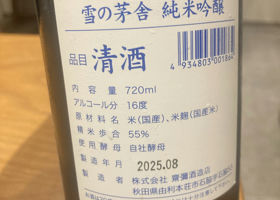 雪の茅舎 純米吟醸
品目 清酒
4934803001864
内容量 720ml
アルコール分 16度
原材料名 米(国産)、米麹(国産米)
精米歩合 55%
使用酵母 自社酵母
製造年月 2025.08
製造者 株式会社 齋彌酒造店
秋田県由利本荘市石脇字石脇53